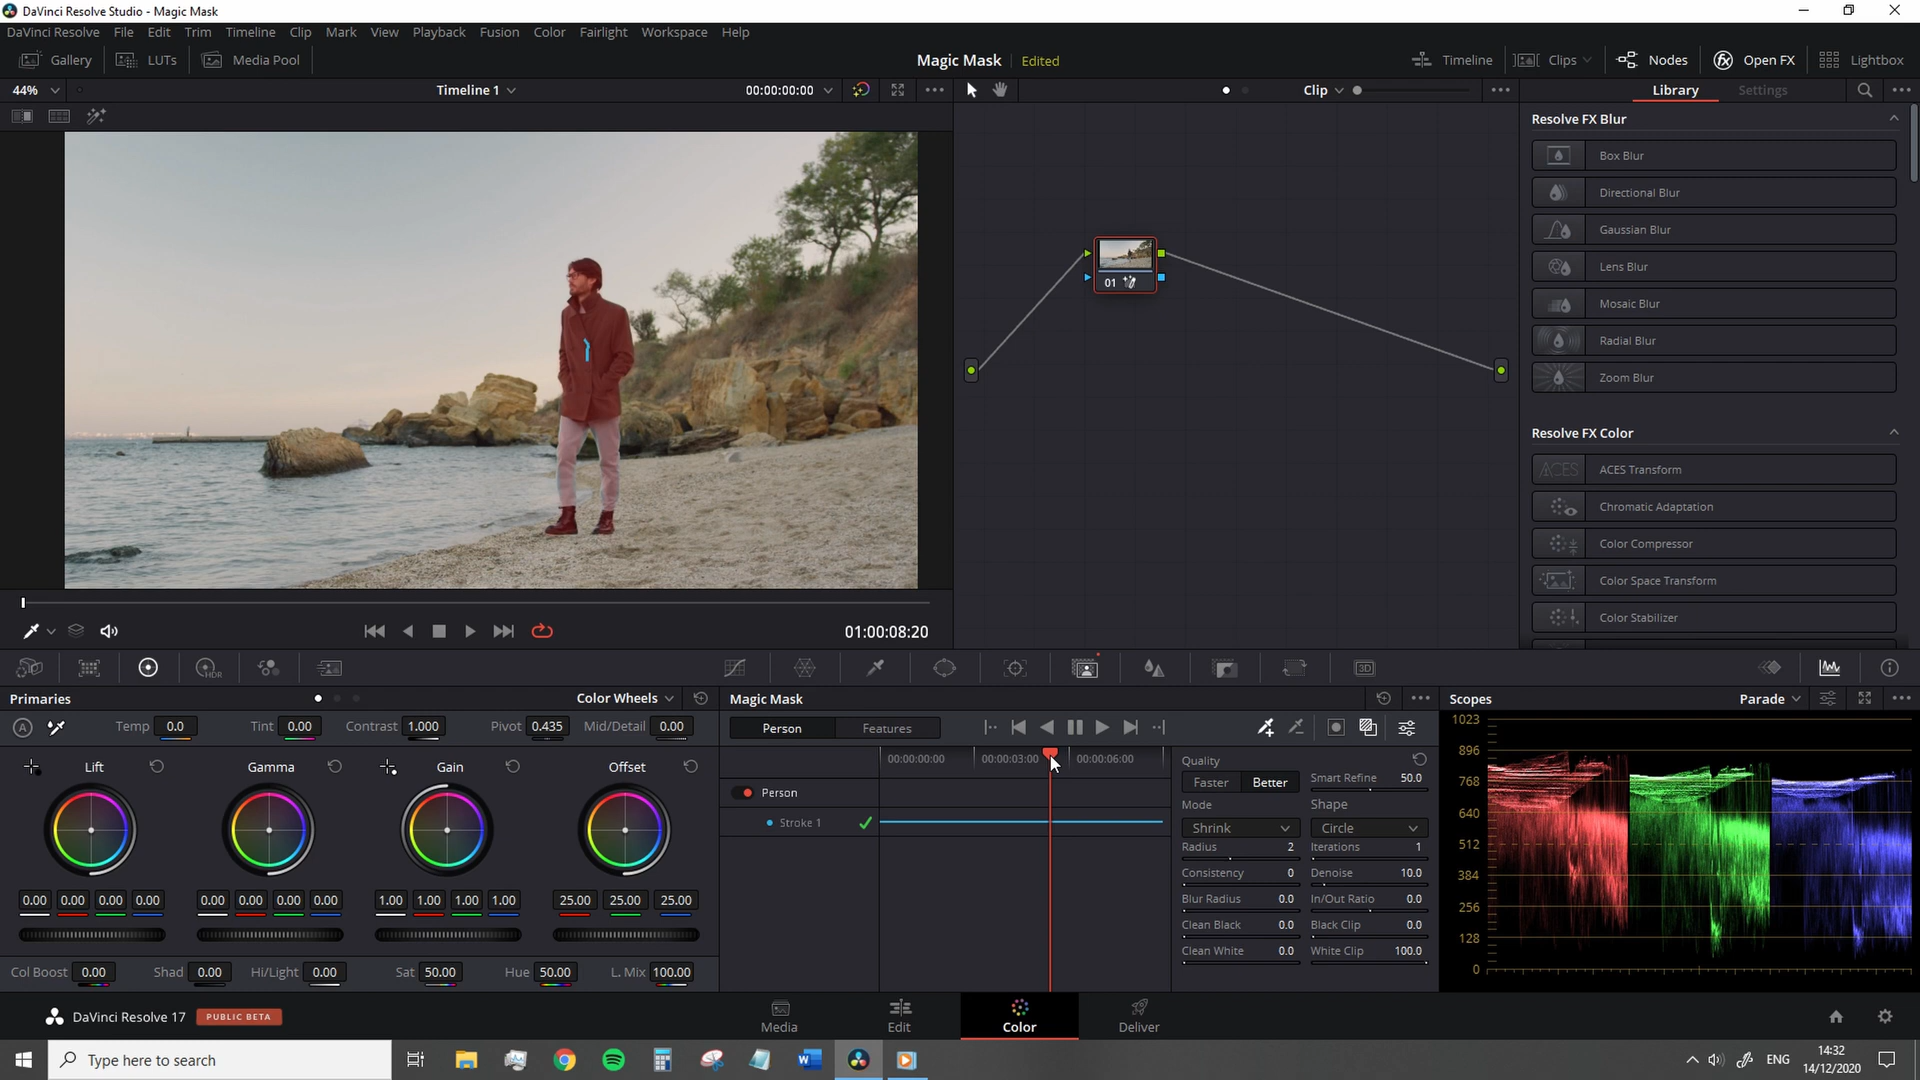 DaVinci Resolve Studio - Magic Mask
DaVinci Resolve File Edit Trim Timeline Clip Mark View Playback Fusion Color Fairlight Workspace Help
Gallery LUTs Media Pool Magic Mask Edited Timeline Clips Nodes Open FX Lightbox
44% Timeline 1 00:00:00:00 Clip Library Settings
Resolve FX Blur
Box Blur
Directional Blur
Gaussian Blur
Lens Blur
Mosaic Blur
Radial Blur
Zoom Blur
01
Resolve FX Color
ACES ACES Transform
Chromatic Adaptation
Color Compressor
Color Space Transform
Color Stabilizer
01:00:08:20
HDR 3D
Primaries Color Wheels Magic Mask Scopes Parade
A Temp 0.0 Tint 0.00 Contrast 1.000 Pivot 0.435 Mid/Detail 0.00
Lift Gamma Gain Offset
0.00 0.00 0.00 0.00 0.00 0.00 0.00 0.00 1.00 1.00 1.00 1.00 25.00 25.00 25.00
Col Boost 0.00 Shad 0.00 Hi/Light 0.00 Sat 50.00 Hue 50.00 L. Mix 100.00
Person Features
00:00:00:00 00:00:03:00 00:00:06:00
Person
Stroke 1
Quality
Faster Better Smart Refine 50.0
Mode Shape
Shrink Circle
Radius 2 Iterations 1
Consistency 0 Denoise 10.0
Blur Radius 0.0 In/Out Ratio 0.0
Clean Black 0.0 Black Clip 0.0
Clean White 0.0 White Clip 100.0
1023
896
768
640
512
384
256
128
0
DaVinci Resolve 17 PUBLIC BETA Media Edit Color Deliver
Type here to search ENG 14:32
14/12/2020